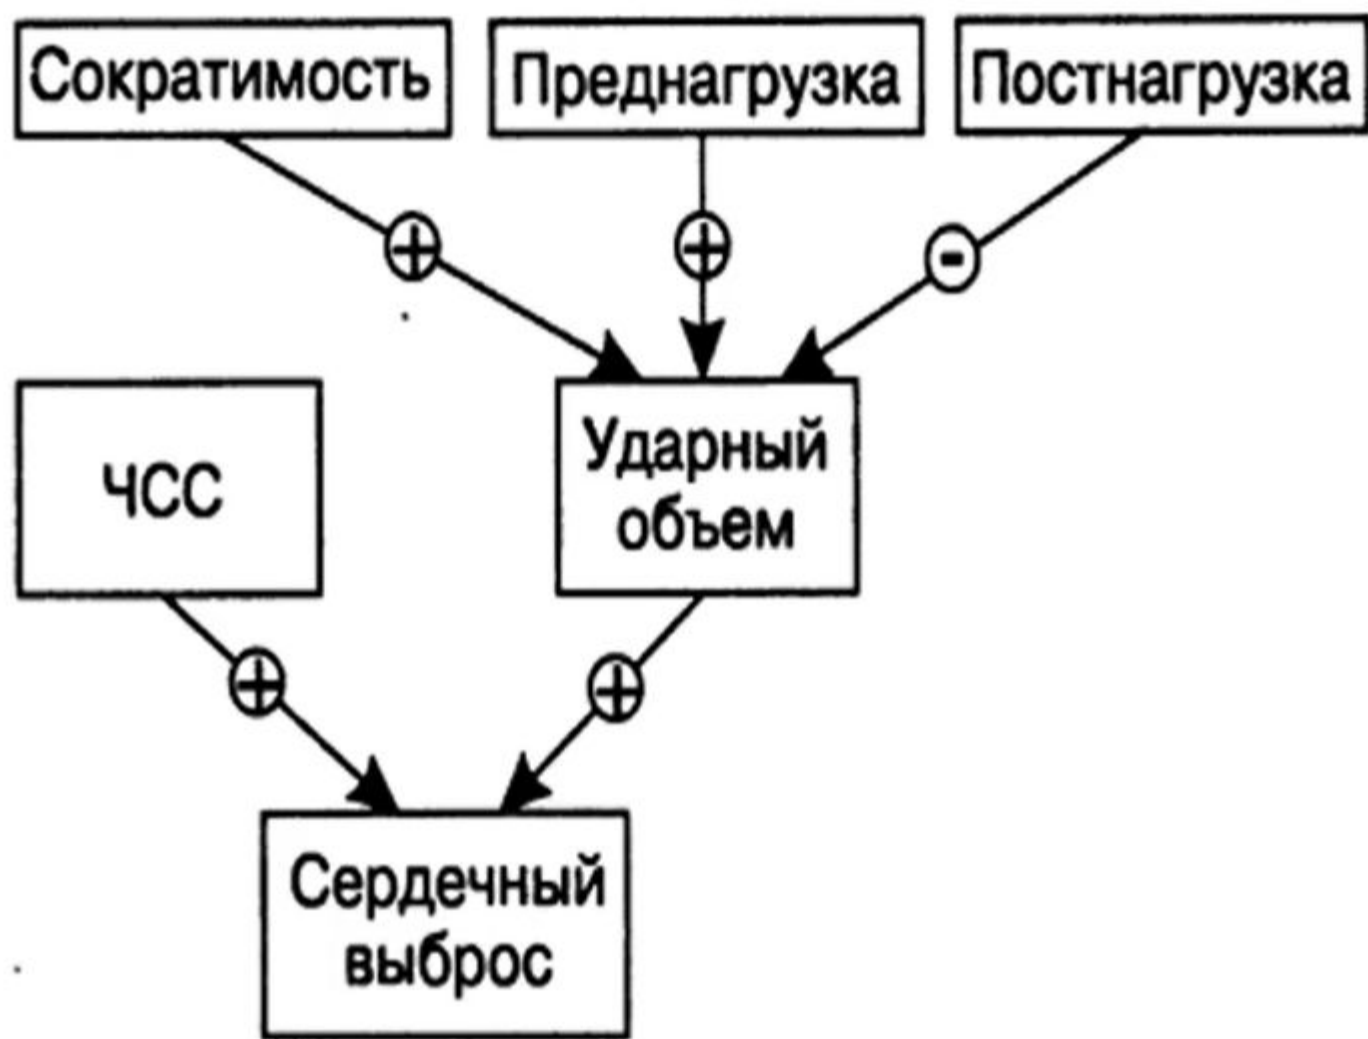 Сократимость
Преднагрузка
Постнагрузка
+
+
-
ЧСС
Ударный
объем
+
+
Сердечный
выброс